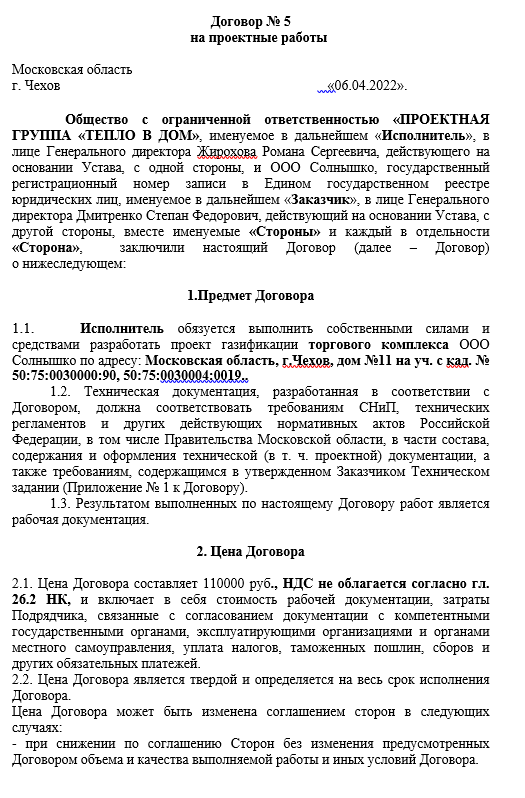 Договор № 5
на проектные работы
Московская область
г. Чехов «06.04.2022».
Общество с ограниченной ответственностью «ПРОЕКТНАЯ
ГРУППА «ТЕПЛО В ДОМ», именуемое в дальнейшем «Исполнитель», в
лице Генерального директора Жирохова Романа Сергеевича, действующего на
основании Устава, с одной стороны, и ООО Солнышко, государственный
регистрационный номер записи в Едином государственном реестре
юридических лиц, именуемое в дальнейшем «Заказчик», в лице Генерального
директора Дмитренко Степан Федорович, действующий на основании Устава, с
другой стороны, вместе именуемые «Стороны» и каждый в отдельности
«Сторона», заключили настоящий Договор (далее – Договор)
о нижеследующем:
1.Предмет Договора
1.1. Исполнитель обязуется выполнить собственными силами и
средствами разработать проект газификации торгового комплекса ООО
Солнышко по адресу: Московская область, г.Чехов, дом №11 на уч. с кад. №
50:75:0030000:90, 50:75:0030004:0019..
1.2. Техническая документация, разработанная в соответствии с
Договором, должна соответствовать требованиям СНиП, технических
регламентов и других действующих нормативных актов Российской
Федерации, в том числе Правительства Московской области, в части состава,
содержания и оформления технической (в т. ч. проектной) документации, а
также требованиям, содержащимся в утвержденном Заказчиком Техническом
задании (Приложение № 1 к Договору).
1.3. Результатом выполненных по настоящему Договору работ является
рабочая документация.
2. Цена Договора
2.1. Цена Договора составляет 110000 руб., НДС не облагается согласно гл.
26.2 НК, и включает в себя стоимость рабочей документации, затраты
Подрядчика, связанные с согласованием документации с компетентными
государственными органами, эксплуатирующими организациями и органами
местного самоуправления, уплата налогов, таможенных пошлин, сборов и
других обязательных платежей.
2.2. Цена Договора является твердой и определяется на весь срок исполнения
Договора.
Цена Договора может быть изменена соглашением сторон в следующих
случаях:
- при снижении по соглашению Сторон без изменения предусмотренных
Договором объема и качества выполняемой работы и иных условий Договора.